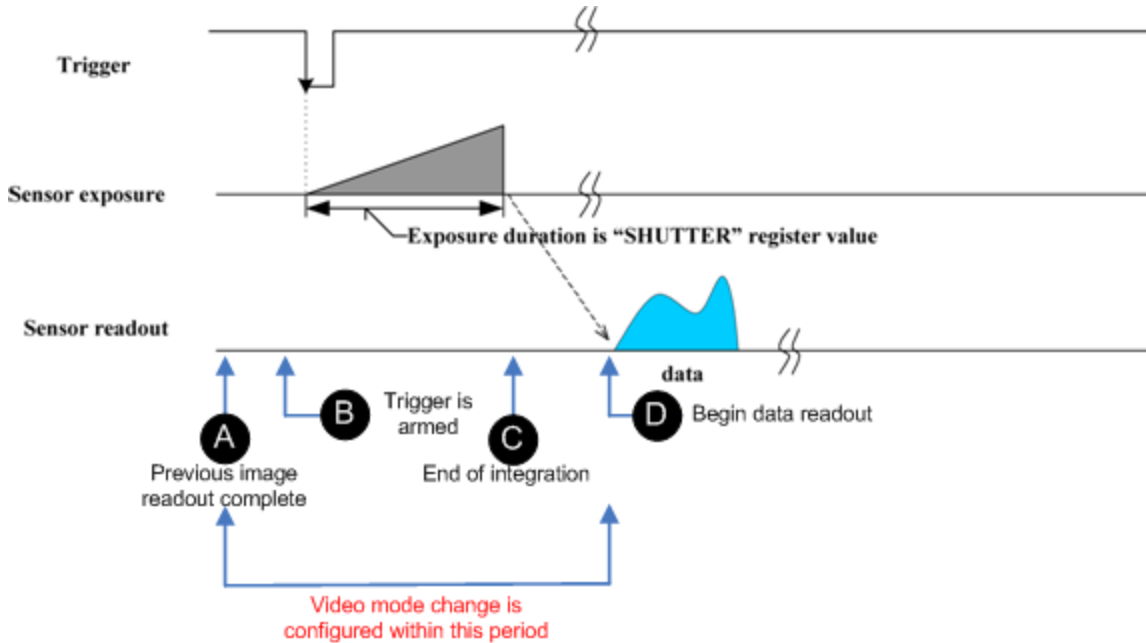 Trigger
Sensor exposure
Exposure duration is “SHUTTER” register value
Sensor readout
data
A
Previous image
readout complete
B
Trigger is
armed
C
End of integration
D
Begin data readout
Video mode change is
configured within this period